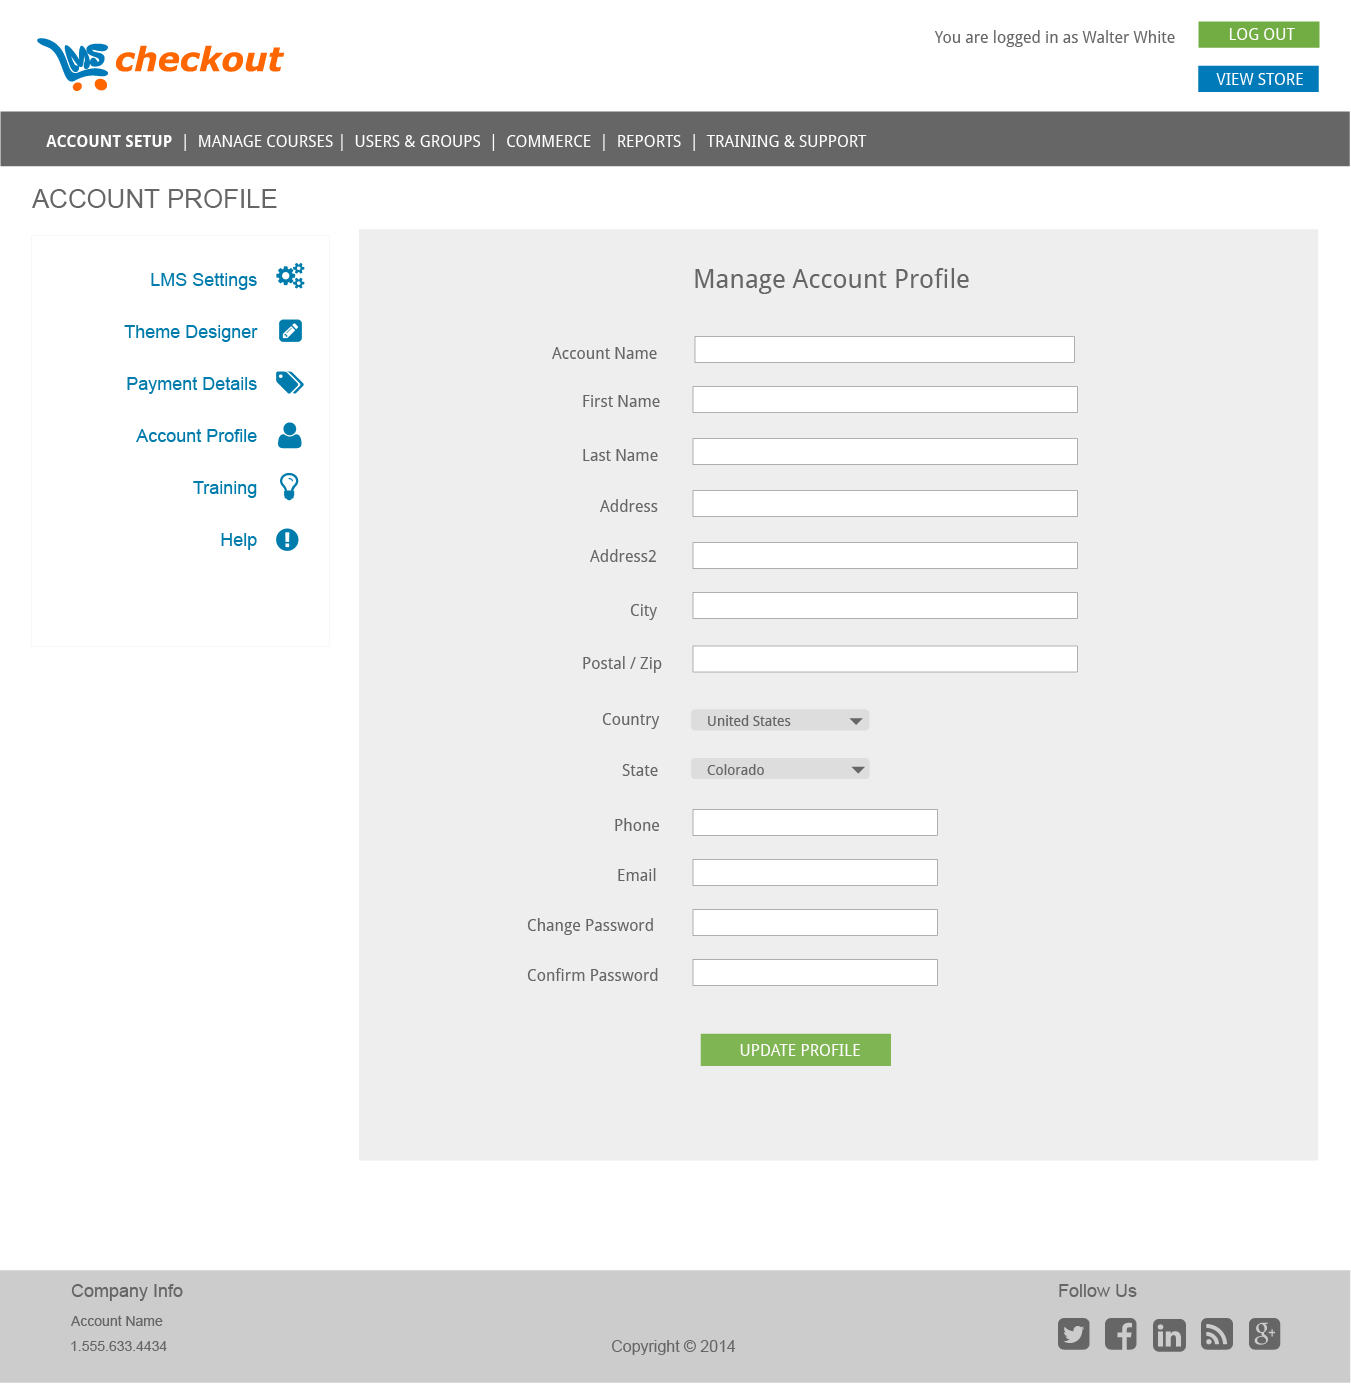 You are logged in as Walter White
LOG OUT
LMS checkout
VIEW STORE
ACCOUNT SETUP | MANAGE COURSES | USERS & GROUPS | COMMERCE | REPORTS | TRAINING & SUPPORT
ACCOUNT PROFILE
LMS Settings
Theme Designer
Payment Details
Account Profile
Training
Help
Manage Account Profile
Account Name
First Name
Last Name
Address
Address2
City
Postal / Zip
Country United States
State Colorado
Phone
Email
Change Password
Confirm Password
UPDATE PROFILE
Company Info
Account Name
1.555.633.4434
Copyright © 2014
Follow Us